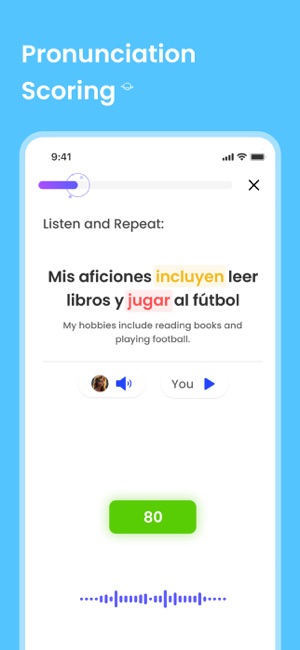 Pronunciation
Scoring
9:41
Listen and Repeat:
Mis aficiones incluyen leer
libros y jugar al fútbol
My hobbies include reading books and
playing football.
You
80